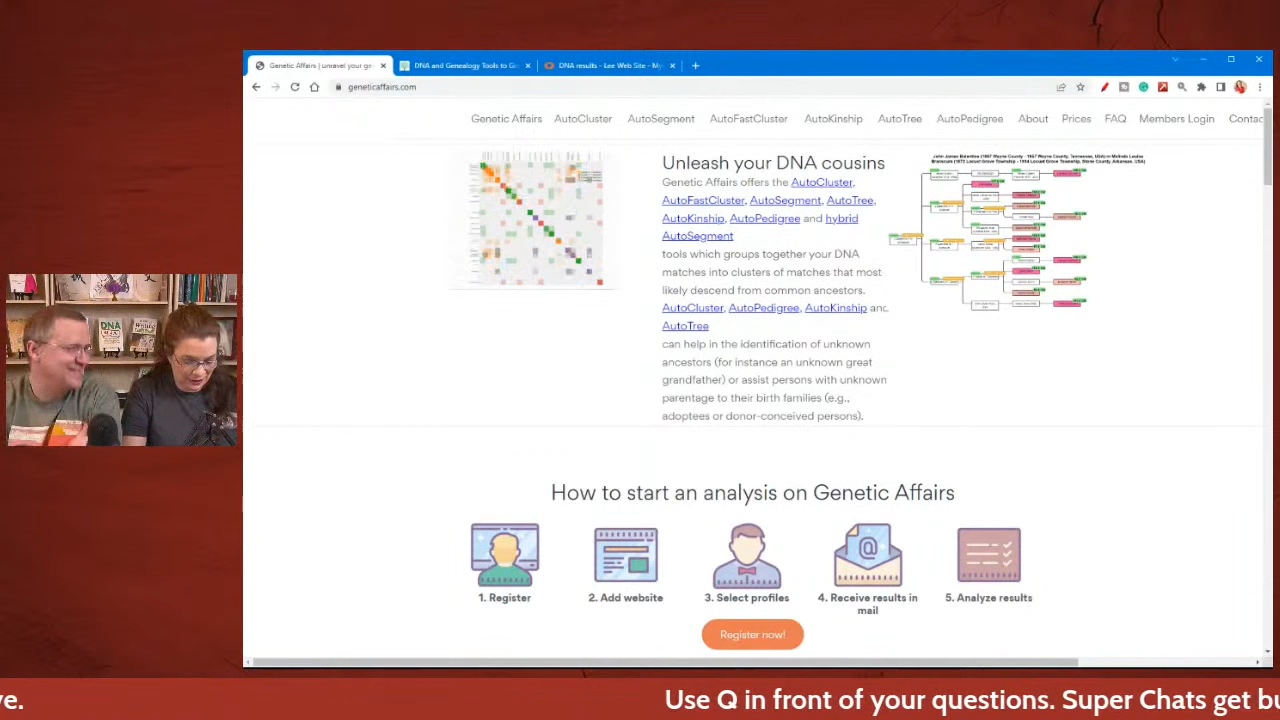 Genetic Affairs | unravel your ge
DNA and Genealogy Tools to Ge
DNA results - Lee Web Site - My
geneticaffairs.com
Genetic Affairs AutoCluster AutoSegment AutoFastCluster AutoKinship AutoTree AutoPedigree About Prices FAQ Members Login Contac
Unleash your DNA cousins
Genetic Affairs offers the AutoCluster,
AutoFastCluster, AutoSegment, AutoTree,
AutoKinship, AutoPedigree and hybrid
AutoSegment
tools which groups together your DNA
matches into clusters of matches that most
likely descend from common ancestors.
AutoCluster, AutoPedigree, AutoKinship and
AutoTree
can help in the identification of unknown
ancestors (for instance an unknown great
grandfather) or assist persons with unknown
parentage to their birth families (e.g.,
adoptees or donor-conceived persons).
How to start an analysis on Genetic Affairs
1. Register
2. Add website
3. Select profiles
4. Receive results in
mail
5. Analyze results
Register now!
DNA
ve.
Use Q in front of your questions. Super Chats get bu